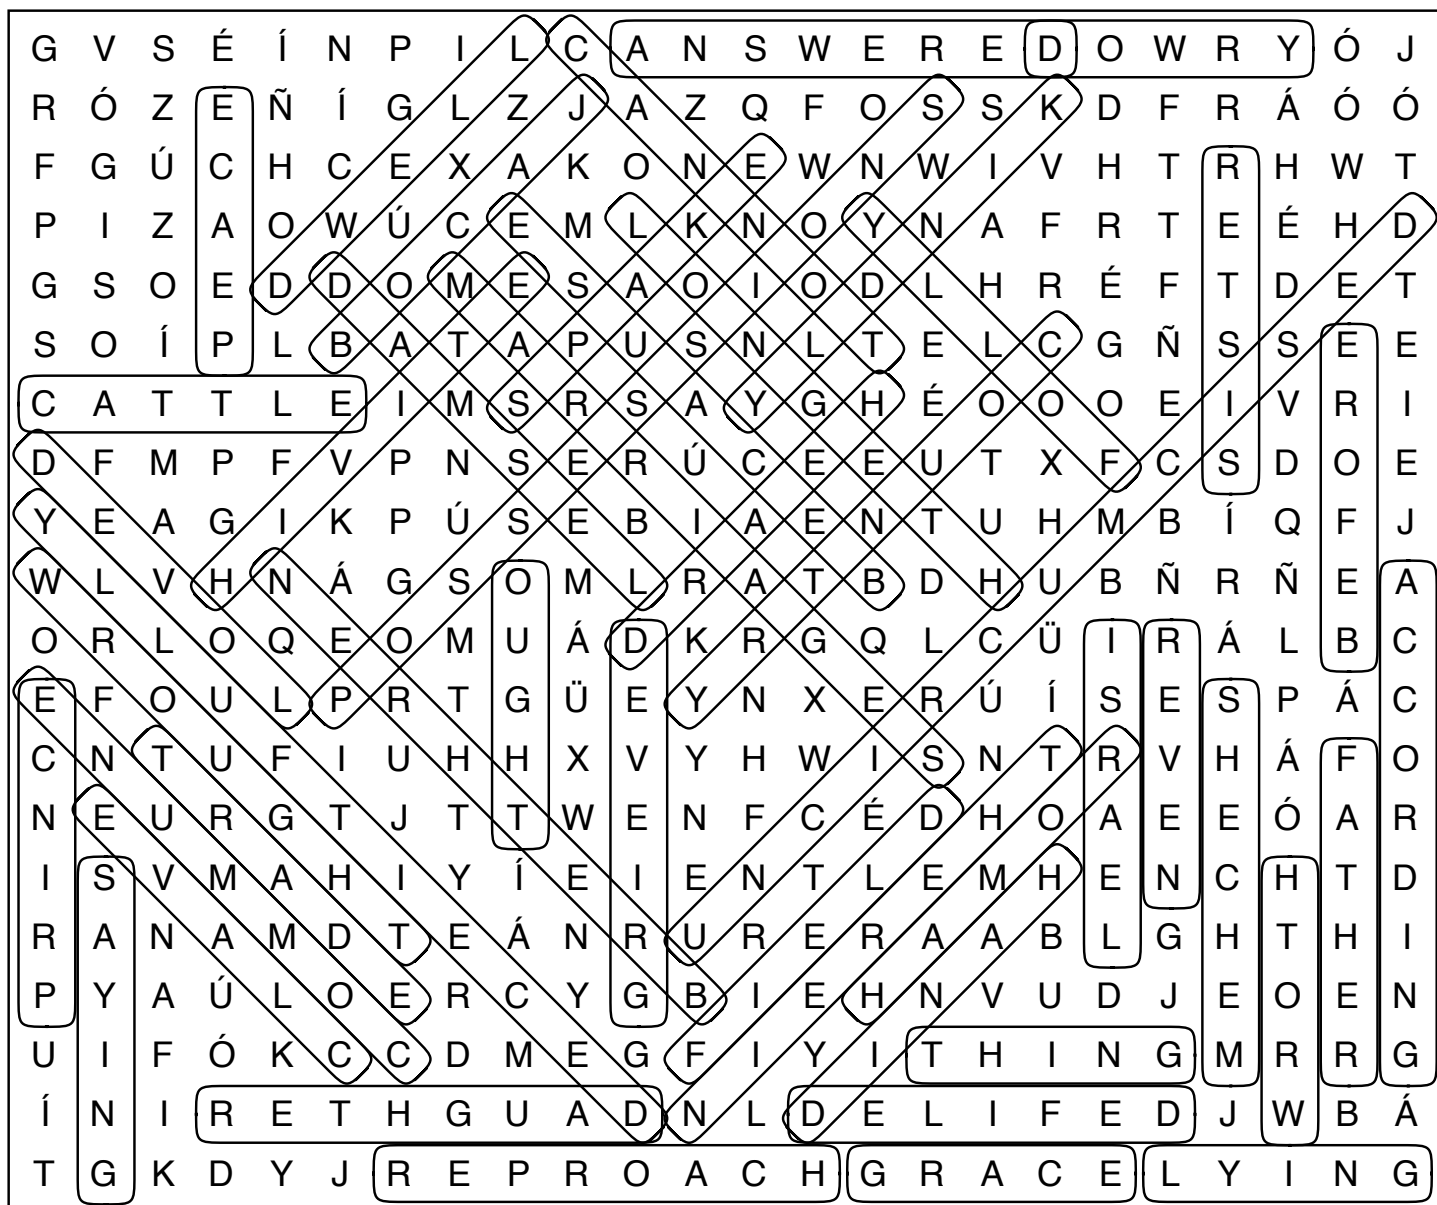 G V S É Í N P I L C A N S W E R E D O W R Y Ó J
R Ó Z E Ñ Í G L Z J A Z Q F O S S K D F R Á Ó Ó
F G Ú C H C E X A K O N E W N W I V H T R H W T
P I Z A O W Ú C E M L K N O Y N A F R T E É H D
G S O E D D O M E S A O I O D L H R É F T D E T
S O Í P L B A T A P U S N L T E L C G Ñ S S E E
C A T T L E I M S R S A Y G H É O O O E I V R I
D F M P F V P N S E R Ú C E E U T X F C S D O E
Y E A G I K P Ú S E B I A E N T U H M B Í Q F J
W L V H N Á G S O M L R A T B D H U B Ñ R Ñ E A
O R L O Q E O M U Á D K R G Q L C Ü I R Á L B C
E F O U L P R T G Ü E Y N X E R Ú Í S E S P Á C
C N T U F I U H H X V Y H W I S N T R V H Á F O
N E U R G T J T T W E N F C É D H O A E E Ó A R
I S V M A H I Y Í E I E N T L E M H E N C H T D
R A N A M D T E Á N R U R E R A A B L G H T H I
P Y A Ú L O E R C Y G B I E H N V U D J E O E N
U I F Ó K C C D M E G F I Y I T H I N G M R R G
Í N I R E T H G U A D N L D E L I F E D J W B Á
T G K D Y J R E P R O A C H G R A C E L Y I N G